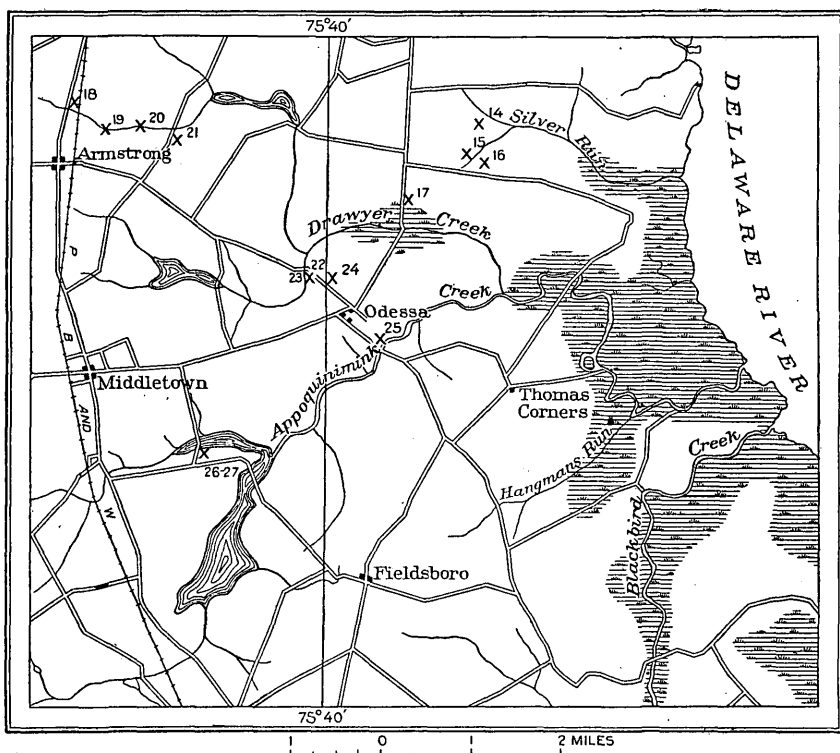 75°40'
DELAWARE RIVER
18
19
20
21
14
Silver Run
15
16
Armstrong
17
Drawyer Creek
P
22
23
24
Creek
Odessa
25
B
Appoquinimink
Middletown
Thomas
Corners
AND
Creek
26-27
Hangmans Run
W
Blackbird
Fieldsboro
75°40'
1 0 1 2 MILES